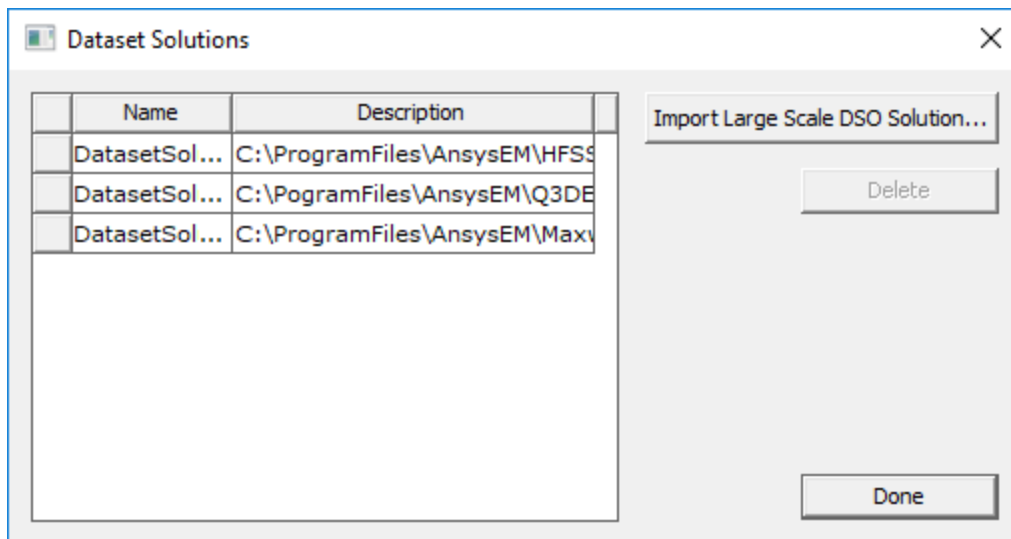 Dataset Solutions
Name Description
DatasetSol... C:\ProgramFiles\AnsysEM\HFSS
DatasetSol... C:\PogramFiles\AnsysEM\Q3DE
DatasetSol... C:\ProgramFiles\AnsysEM\Maxw
Import Large Scale DSO Solution...
Delete
Done